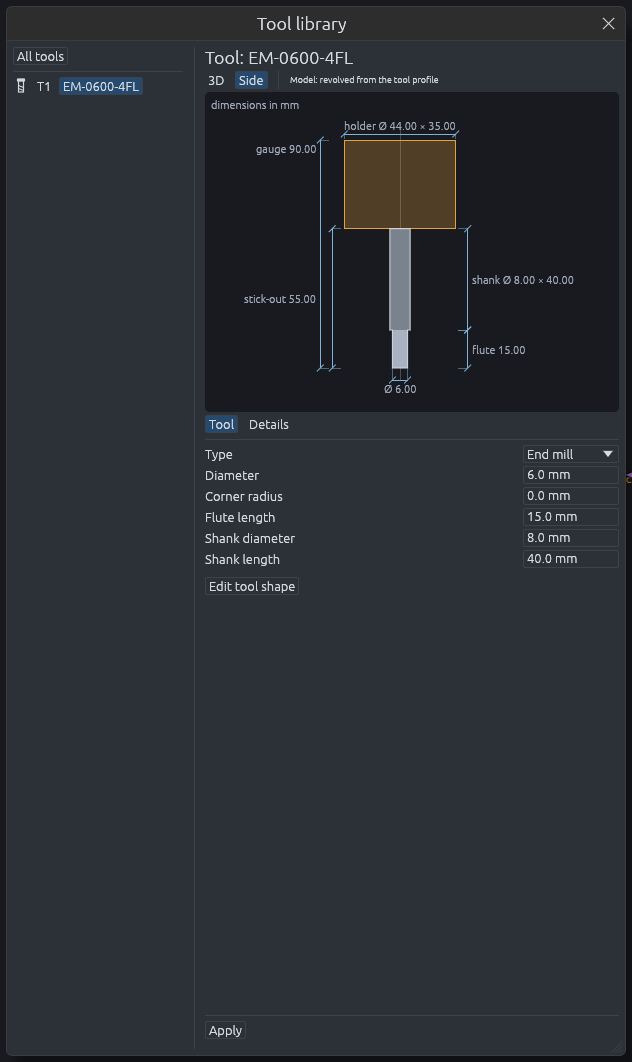 Tool library
All tools
T1 EM-0600-4FL
Tool: EM-0600-4FL
3D Side Model: revolved from the tool profile
dimensions in mm
holder Ø 44.00 × 35.00
gauge 90.00
shank Ø 8.00 × 40.00
stick-out 55.00
flute 15.00
Ø 6.00
Tool Details
Type End mill
Diameter 6.0 mm
Corner radius 0.0 mm
Flute length 15.0 mm
Shank diameter 8.0 mm
Shank length 40.0 mm
Edit tool shape
Apply